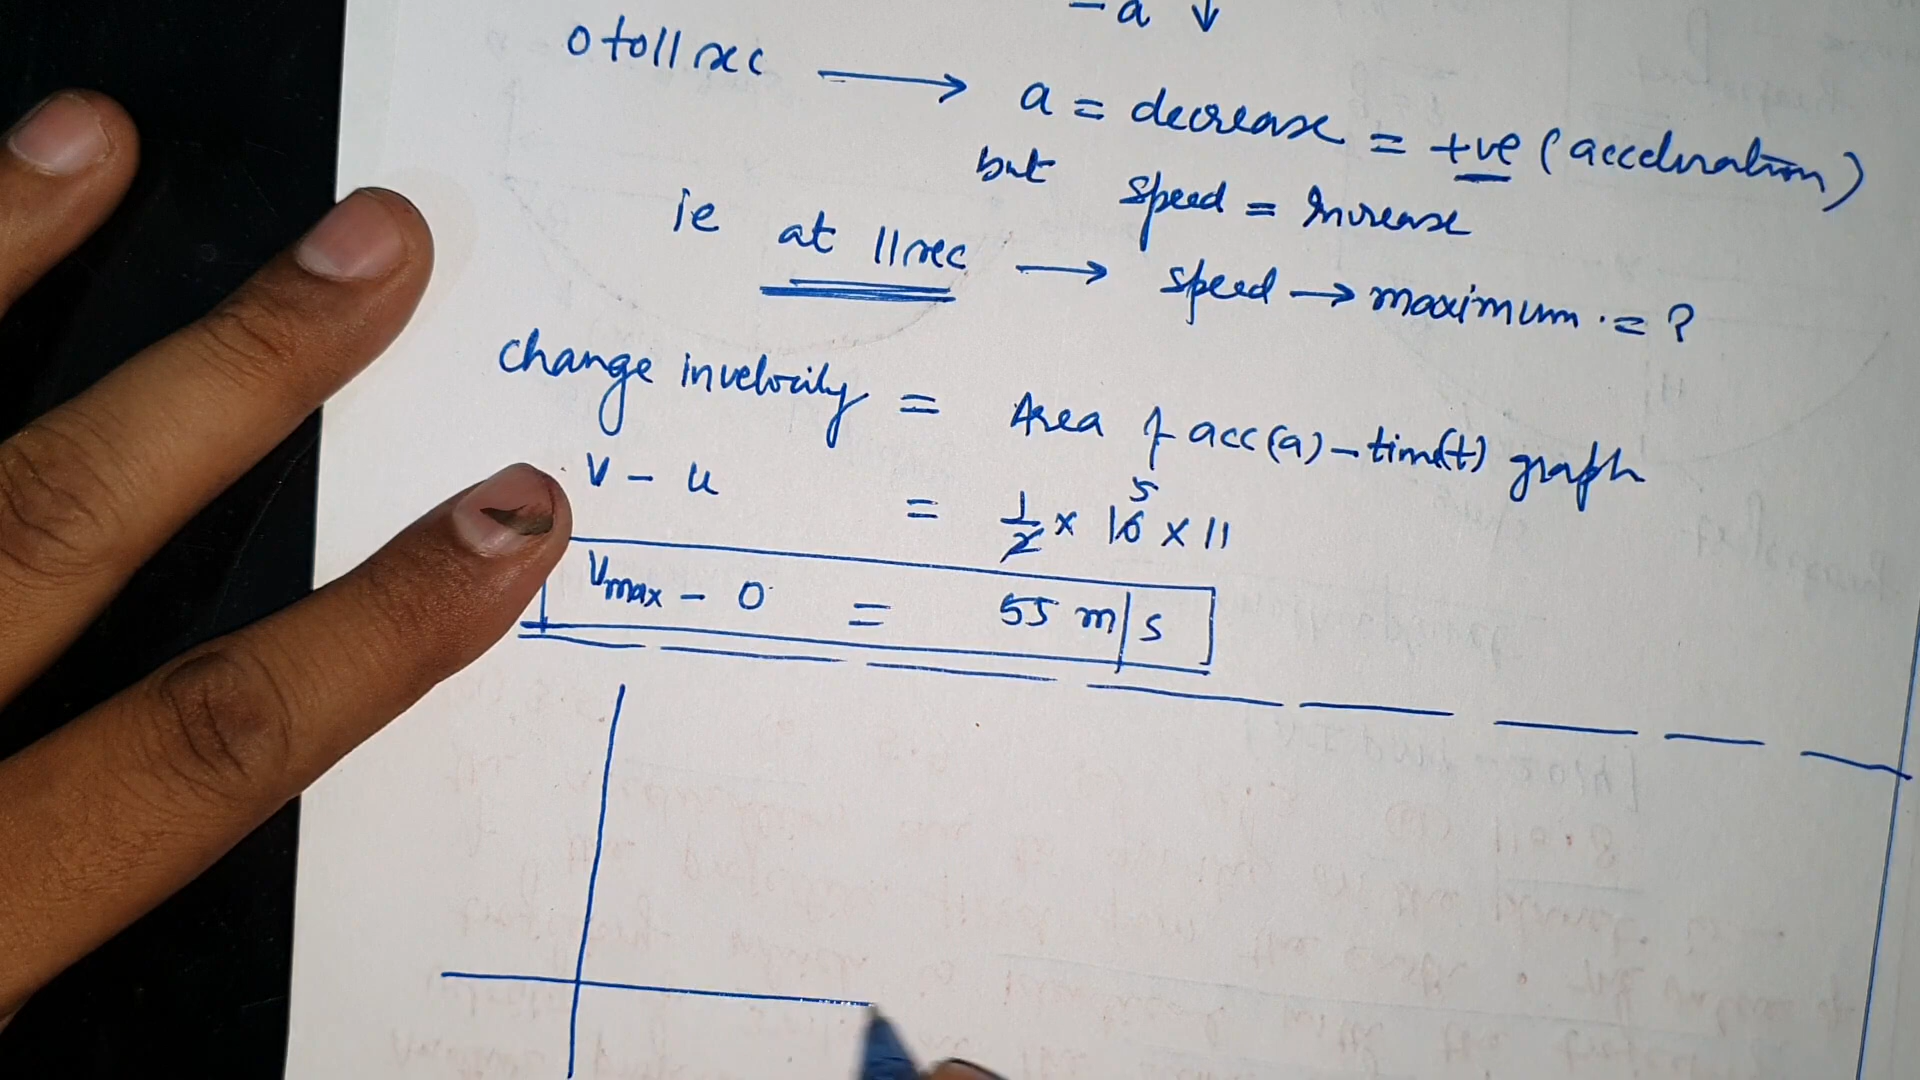 - a ↓
0 to 11 sec → a = decrease = +ve (acceleration)
but speed = increase
ie at 11 sec → speed → maximum . = ?
change in velocity = Area of acc (a) - time(t) graph
5
v - u = 1/2 x 10 x 11
Vmax - 0 = 55 m/s